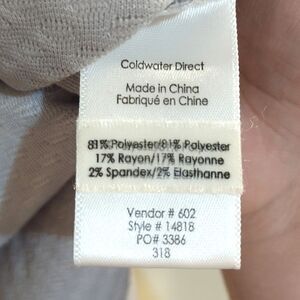 Coldwater Direct
Made in China
Fabriqué en Chine
81% Polyester/81% Polyester
17% Rayon/17% Rayonne
2% Spandex/2% Elasthanne
Vendor # 602
Style # 14818
PO# 3386
318